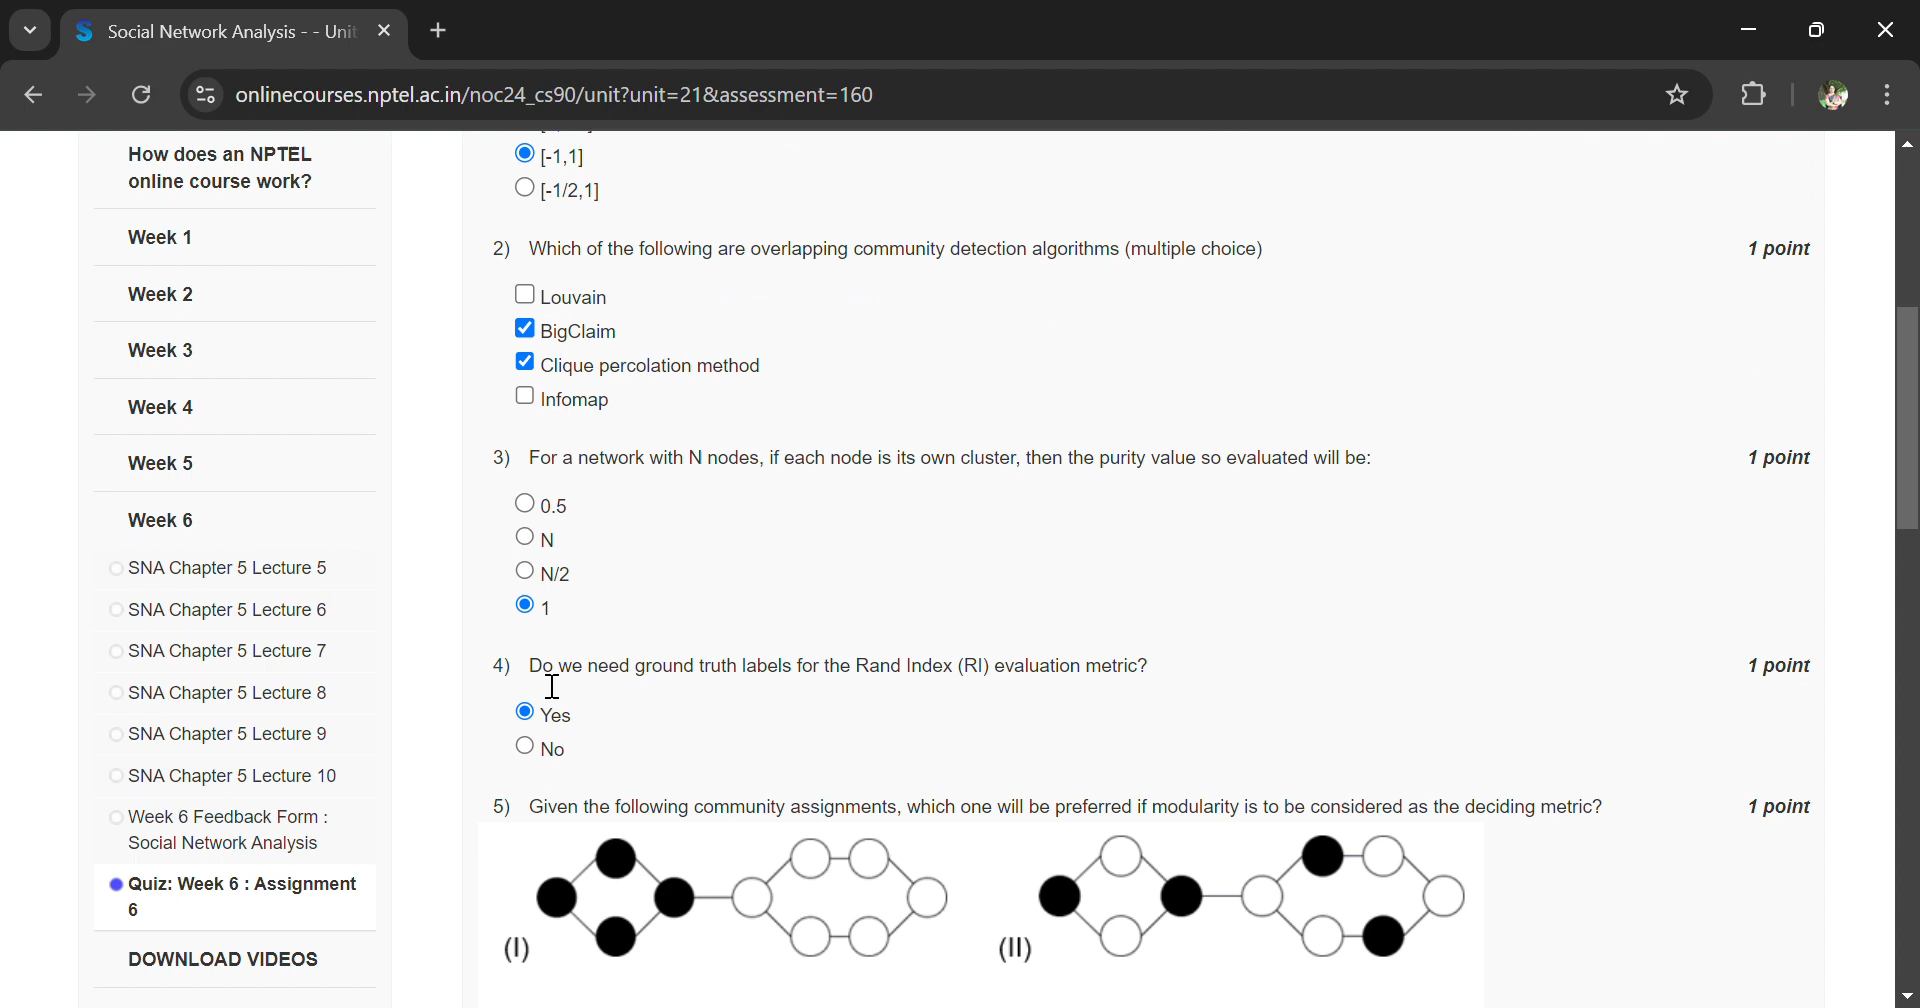 Social Network Analysis - - Unit
onlinecourses.nptel.ac.in/noc24_cs90/unit?unit=21&assessment=160
How does an NPTEL
online course work?
Week 1
Week 2
Week 3
Week 4
Week 5
Week 6
SNA Chapter 5 Lecture 5
SNA Chapter 5 Lecture 6
SNA Chapter 5 Lecture 7
SNA Chapter 5 Lecture 8
SNA Chapter 5 Lecture 9
SNA Chapter 5 Lecture 10
Week 6 Feedback Form :
Social Network Analysis
Quiz: Week 6 : Assignment
6
DOWNLOAD VIDEOS
[-1,1]
[-1/2,1]
2) Which of the following are overlapping community detection algorithms (multiple choice) 1 point
Louvain
BigClaim
Clique percolation method
Infomap
3) For a network with N nodes, if each node is its own cluster, then the purity value so evaluated will be: 1 point
0.5
N
N/2
1
4) Do we need ground truth labels for the Rand Index (RI) evaluation metric? 1 point
Yes
No
5) Given the following community assignments, which one will be preferred if modularity is to be considered as the deciding metric? 1 point
(I) (II)